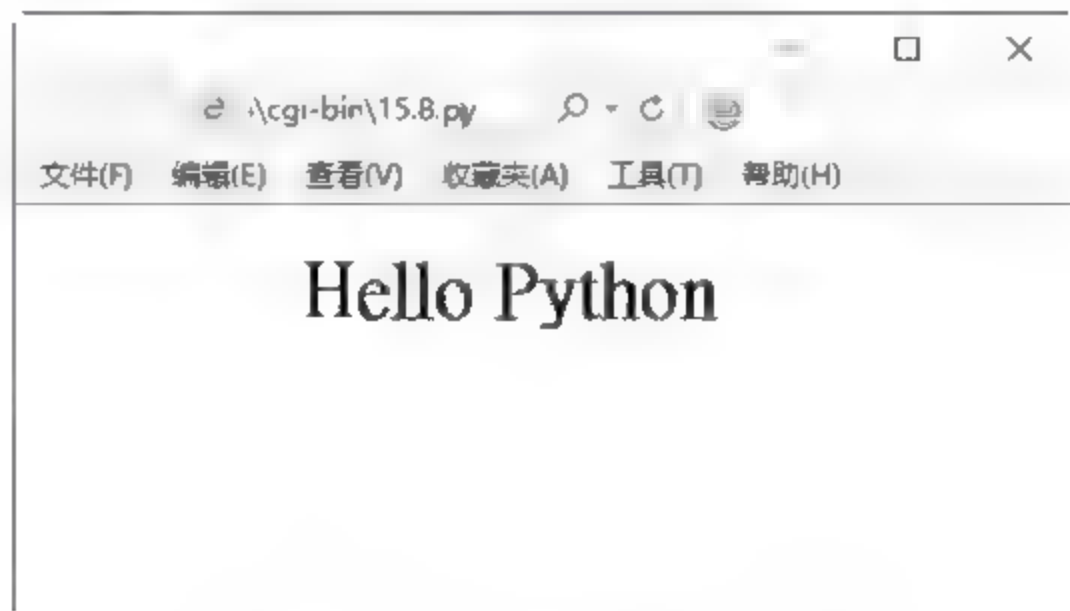 \cgi-bin\15.8.py
文件(F) 编辑(E) 查看(V) 收藏夹(A) 工具(T) 帮助(H)
Hello Python